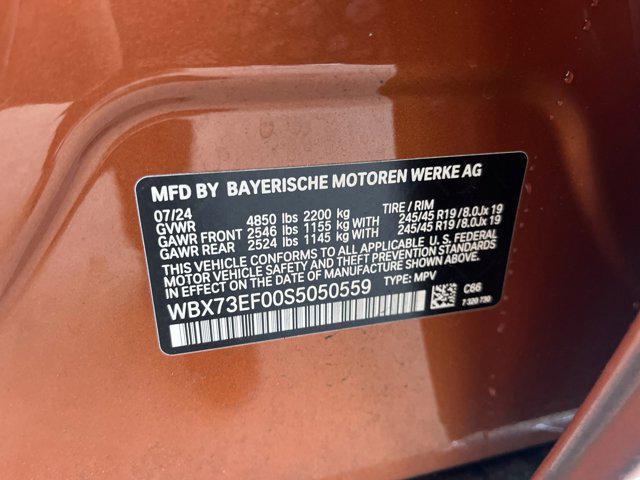 MFD BY BAYERISCHE MOTOREN WERKE AG
07/24 TIRE / RIM
GVWR 4850 lbs 2200 kg
GAWR FRONT 2546 lbs 1155 kg WITH 245/45 R19 / 8.0Jx 19
GAWR REAR 2524 lbs 1145 kg WITH 245/45 R19 / 8.0Jx 19
THIS VEHICLE CONFORMS TO ALL APPLICABLE U. S. FEDERAL
MOTOR VEHICLE SAFETY AND THEFT PREVENTION STANDARDS
IN EFFECT ON THE DATE OF MANUFACTURE SHOWN ABOVE.
WBX73EF00S5050559 TYPE: MPV
C66
7 320 730